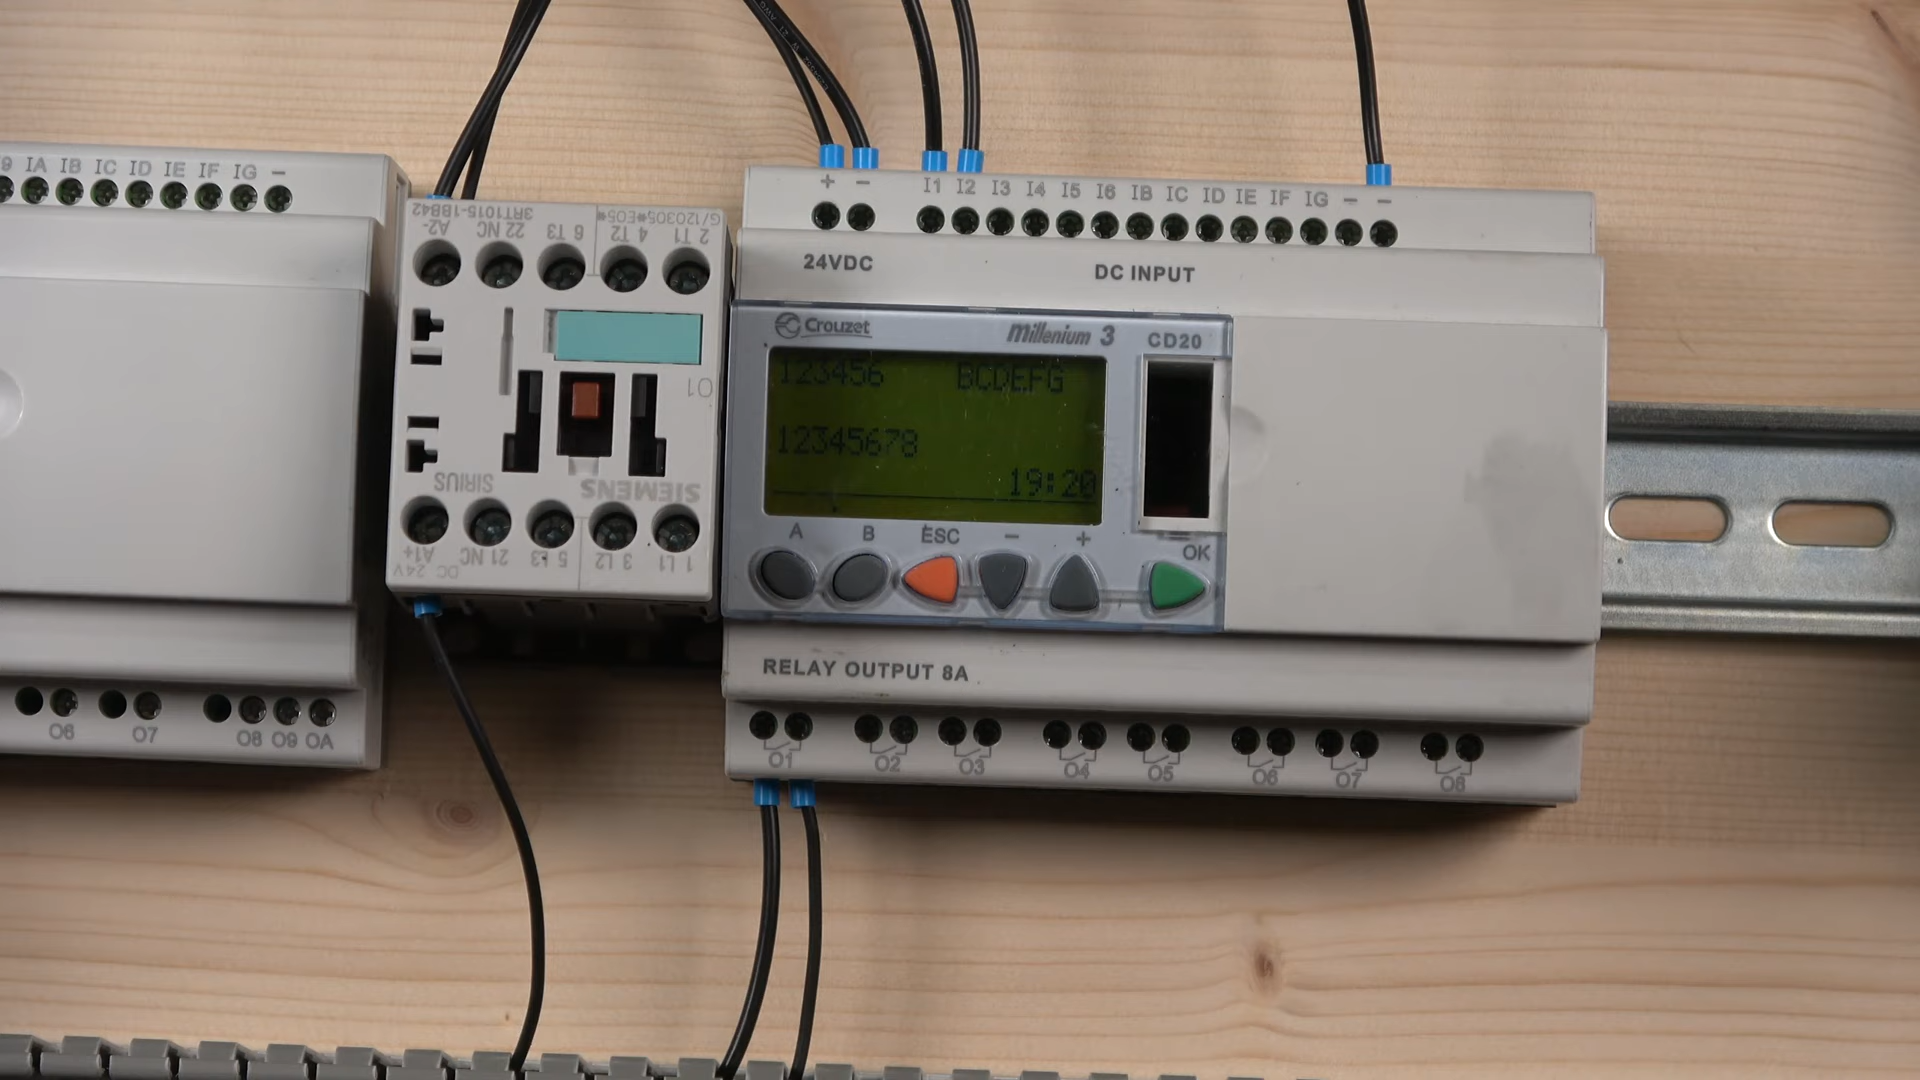 9 IA IB IC ID IE IF IG -
O6 O7 O8 O9 OA
3RT1015-1BB42 G/120305*E05*
A2- 22 NC 6 T3 4 T2 2 T1
O1
SIRIUS SIEMENS
A1+ 21 NC 5 L3 3 L2 1 L1
DC 24V
+ - I1 I2 I3 I4 I5 I6 IB IC ID IE IF IG - -
24VDC DC INPUT
Crouzet Millenium 3 CD20
123456 BCDEFG
12345678
19:20
A B ESC - + OK
RELAY OUTPUT 8A
O1 O2 O3 O4 O5 O6 O7 O8